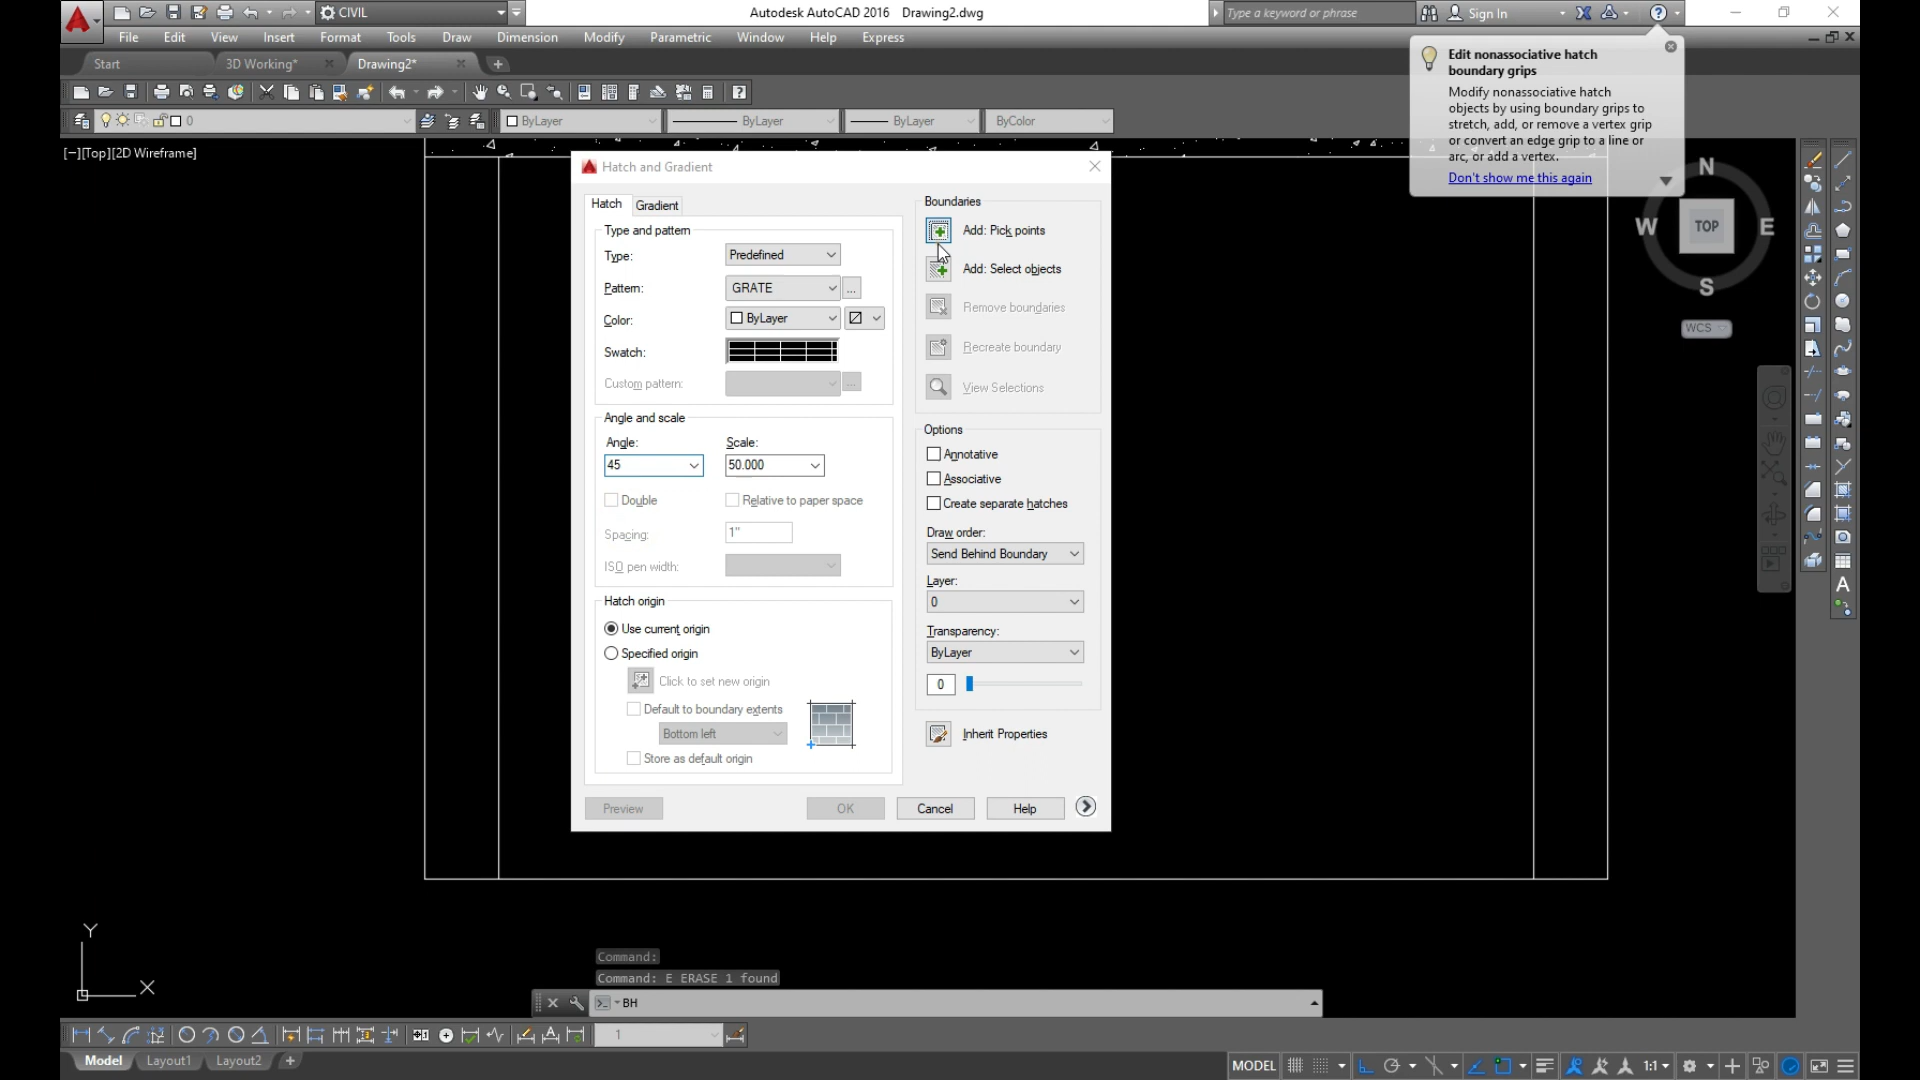 CIVIL
Autodesk AutoCAD 2016 Drawing2.dwg
Type a keyword or phrase
Sign In
File Edit View Insert Format Tools Draw Dimension Modify Parametric Window Help Express
Start 3D Working* Drawing2*
0 ByLayer ByLayer ByLayer ByColor
[−][Top][2D Wireframe]
Edit nonassociative hatch
boundary grips
Modify nonassociative hatch
objects by using boundary grips to
stretch, add, or remove a vertex grip
or convert an edge grip to a line or
arc, or add a vertex.
Don't show me this again
N
W TOP E
S
WCS
Hatch and Gradient
Hatch Gradient
Type and pattern
Type: Predefined
Pattern: GRATE ...
Color: ByLayer
Swatch:
Custom pattern: ...
Angle and scale
Angle: Scale:
45 50.000
Double Relative to paper space
Spacing: 1"
ISO pen width:
Hatch origin
Use current origin
Specified origin
Click to set new origin
Default to boundary extents
Bottom left
Store as default origin
Boundaries
Add: Pick points
Add: Select objects
Remove boundaries
Recreate boundary
View Selections
Options
Annotative
Associative
Create separate hatches
Draw order:
Send Behind Boundary
Layer:
0
Transparency:
ByLayer
0
Inherit Properties
Preview OK Cancel Help
Y
X
Command:
Command: E ERASE 1 found
BH
1
Model Layout1 Layout2 +
MODEL 1:1
A